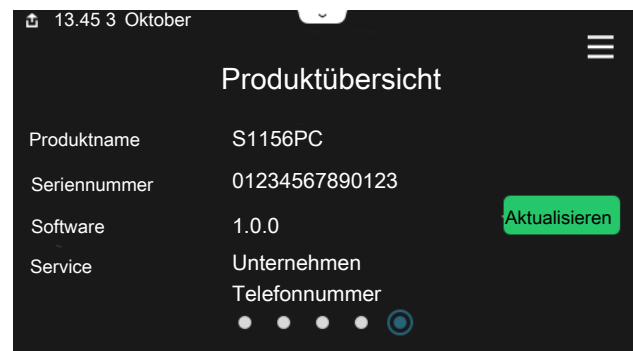 13.45 3 Oktober
Produktübersicht
Produktname S1156PC
Seriennummer 01234567890123
Software 1.0.0
Aktualisieren
Service Unternehmen
Telefonnummer